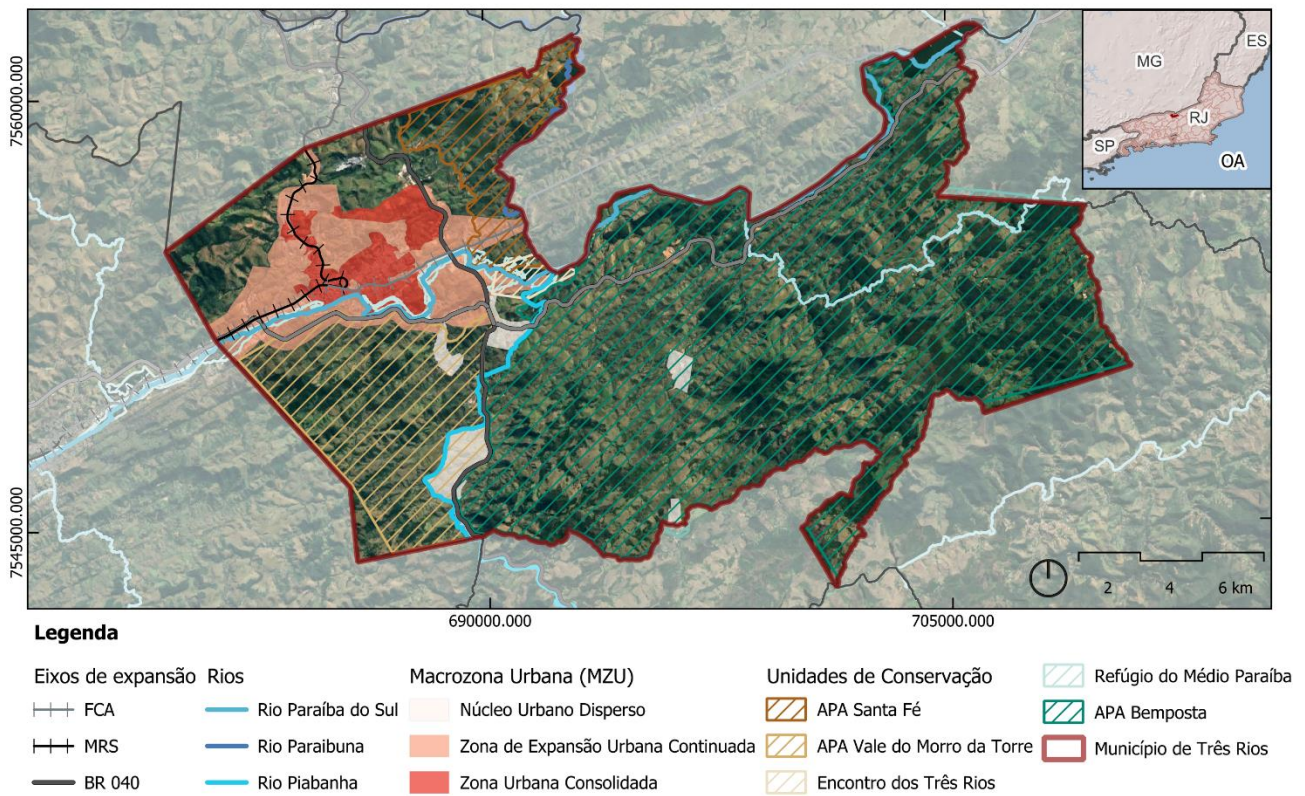 MG
ES
RJ
SP
OA
7560000.000
7545000.000
2
4
6 km
690000.000
705000.000
Legenda
Eixos de expansão
FCA
MRS
BR 040
Rios
Rio Paraíba do Sul
Rio Paraibuna
Rio Piabanha
Macrozona Urbana (MZU)
Núcleo Urbano Disperso
Zona de Expansão Urbana Continuada
Zona Urbana Consolidada
Unidades de Conservação
APA Santa Fé
APA Vale do Morro da Torre
Encontro dos Três Rios
Refúgio do Médio Paraíba
APA Bemposta
Município de Três Rios